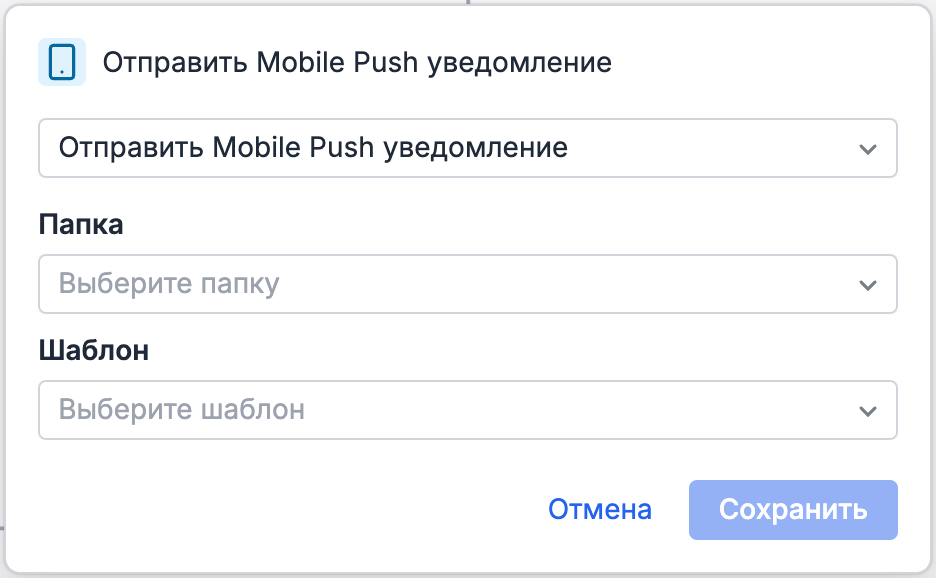 Отправить Mobile Push уведомление
Отправить Mobile Push уведомление
Папка
Выберите папку
Шаблон
Выберите шаблон
Отмена Сохранить